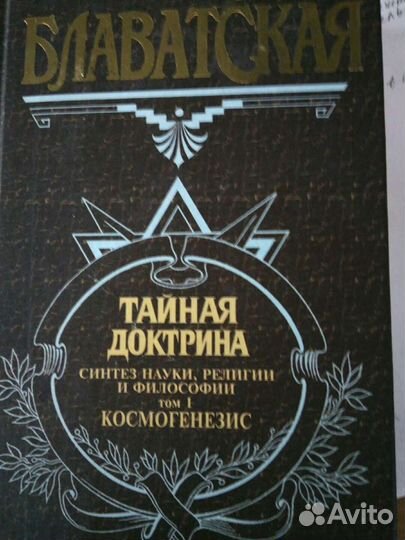 БЛАВАТСКАЯ
ТАЙНАЯ
ДОКТРИНА
СИНТЕЗ НАУКИ, РЕЛИГИИ
И ФИЛОСОФИИ
ТОМ I
КОСМОГЕНЕЗИС
Avito